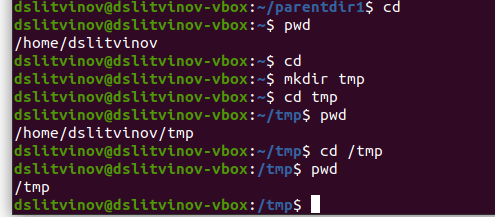 dslitvinov@dslitvinov-vbox:~/parentdir1$ cd
dslitvinov@dslitvinov-vbox:~$ pwd
/home/dslitvinov
dslitvinov@dslitvinov-vbox:~$ cd
dslitvinov@dslitvinov-vbox:~$ mkdir tmp
dslitvinov@dslitvinov-vbox:~$ cd tmp
dslitvinov@dslitvinov-vbox:~/tmp$ pwd
/home/dslitvinov/tmp
dslitvinov@dslitvinov-vbox:~/tmp$ cd /tmp
dslitvinov@dslitvinov-vbox:/tmp$ pwd
/tmp
dslitvinov@dslitvinov-vbox:/tmp$